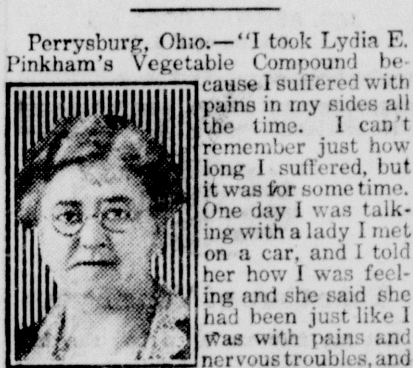 Perrysburg, Ohio.—"I took Lydia E.
Pinkham's Vegetable Compound be-
cause I suffered with
pains in my sides all
the time. I can't
remember just how
long I suffered, but
it was for some time.
One day I was talk-
ing with a lady I met
on a car, and I told
her how I was feel-
ing and she said she
had been just like I
was with pains and
nervous troubles, and